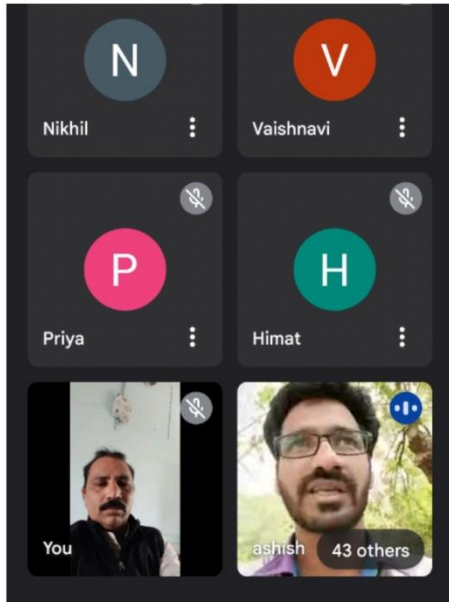 N
V
Nikhil
Vaishnavi
P
H
Priya
Himat
You
ashish
43 others